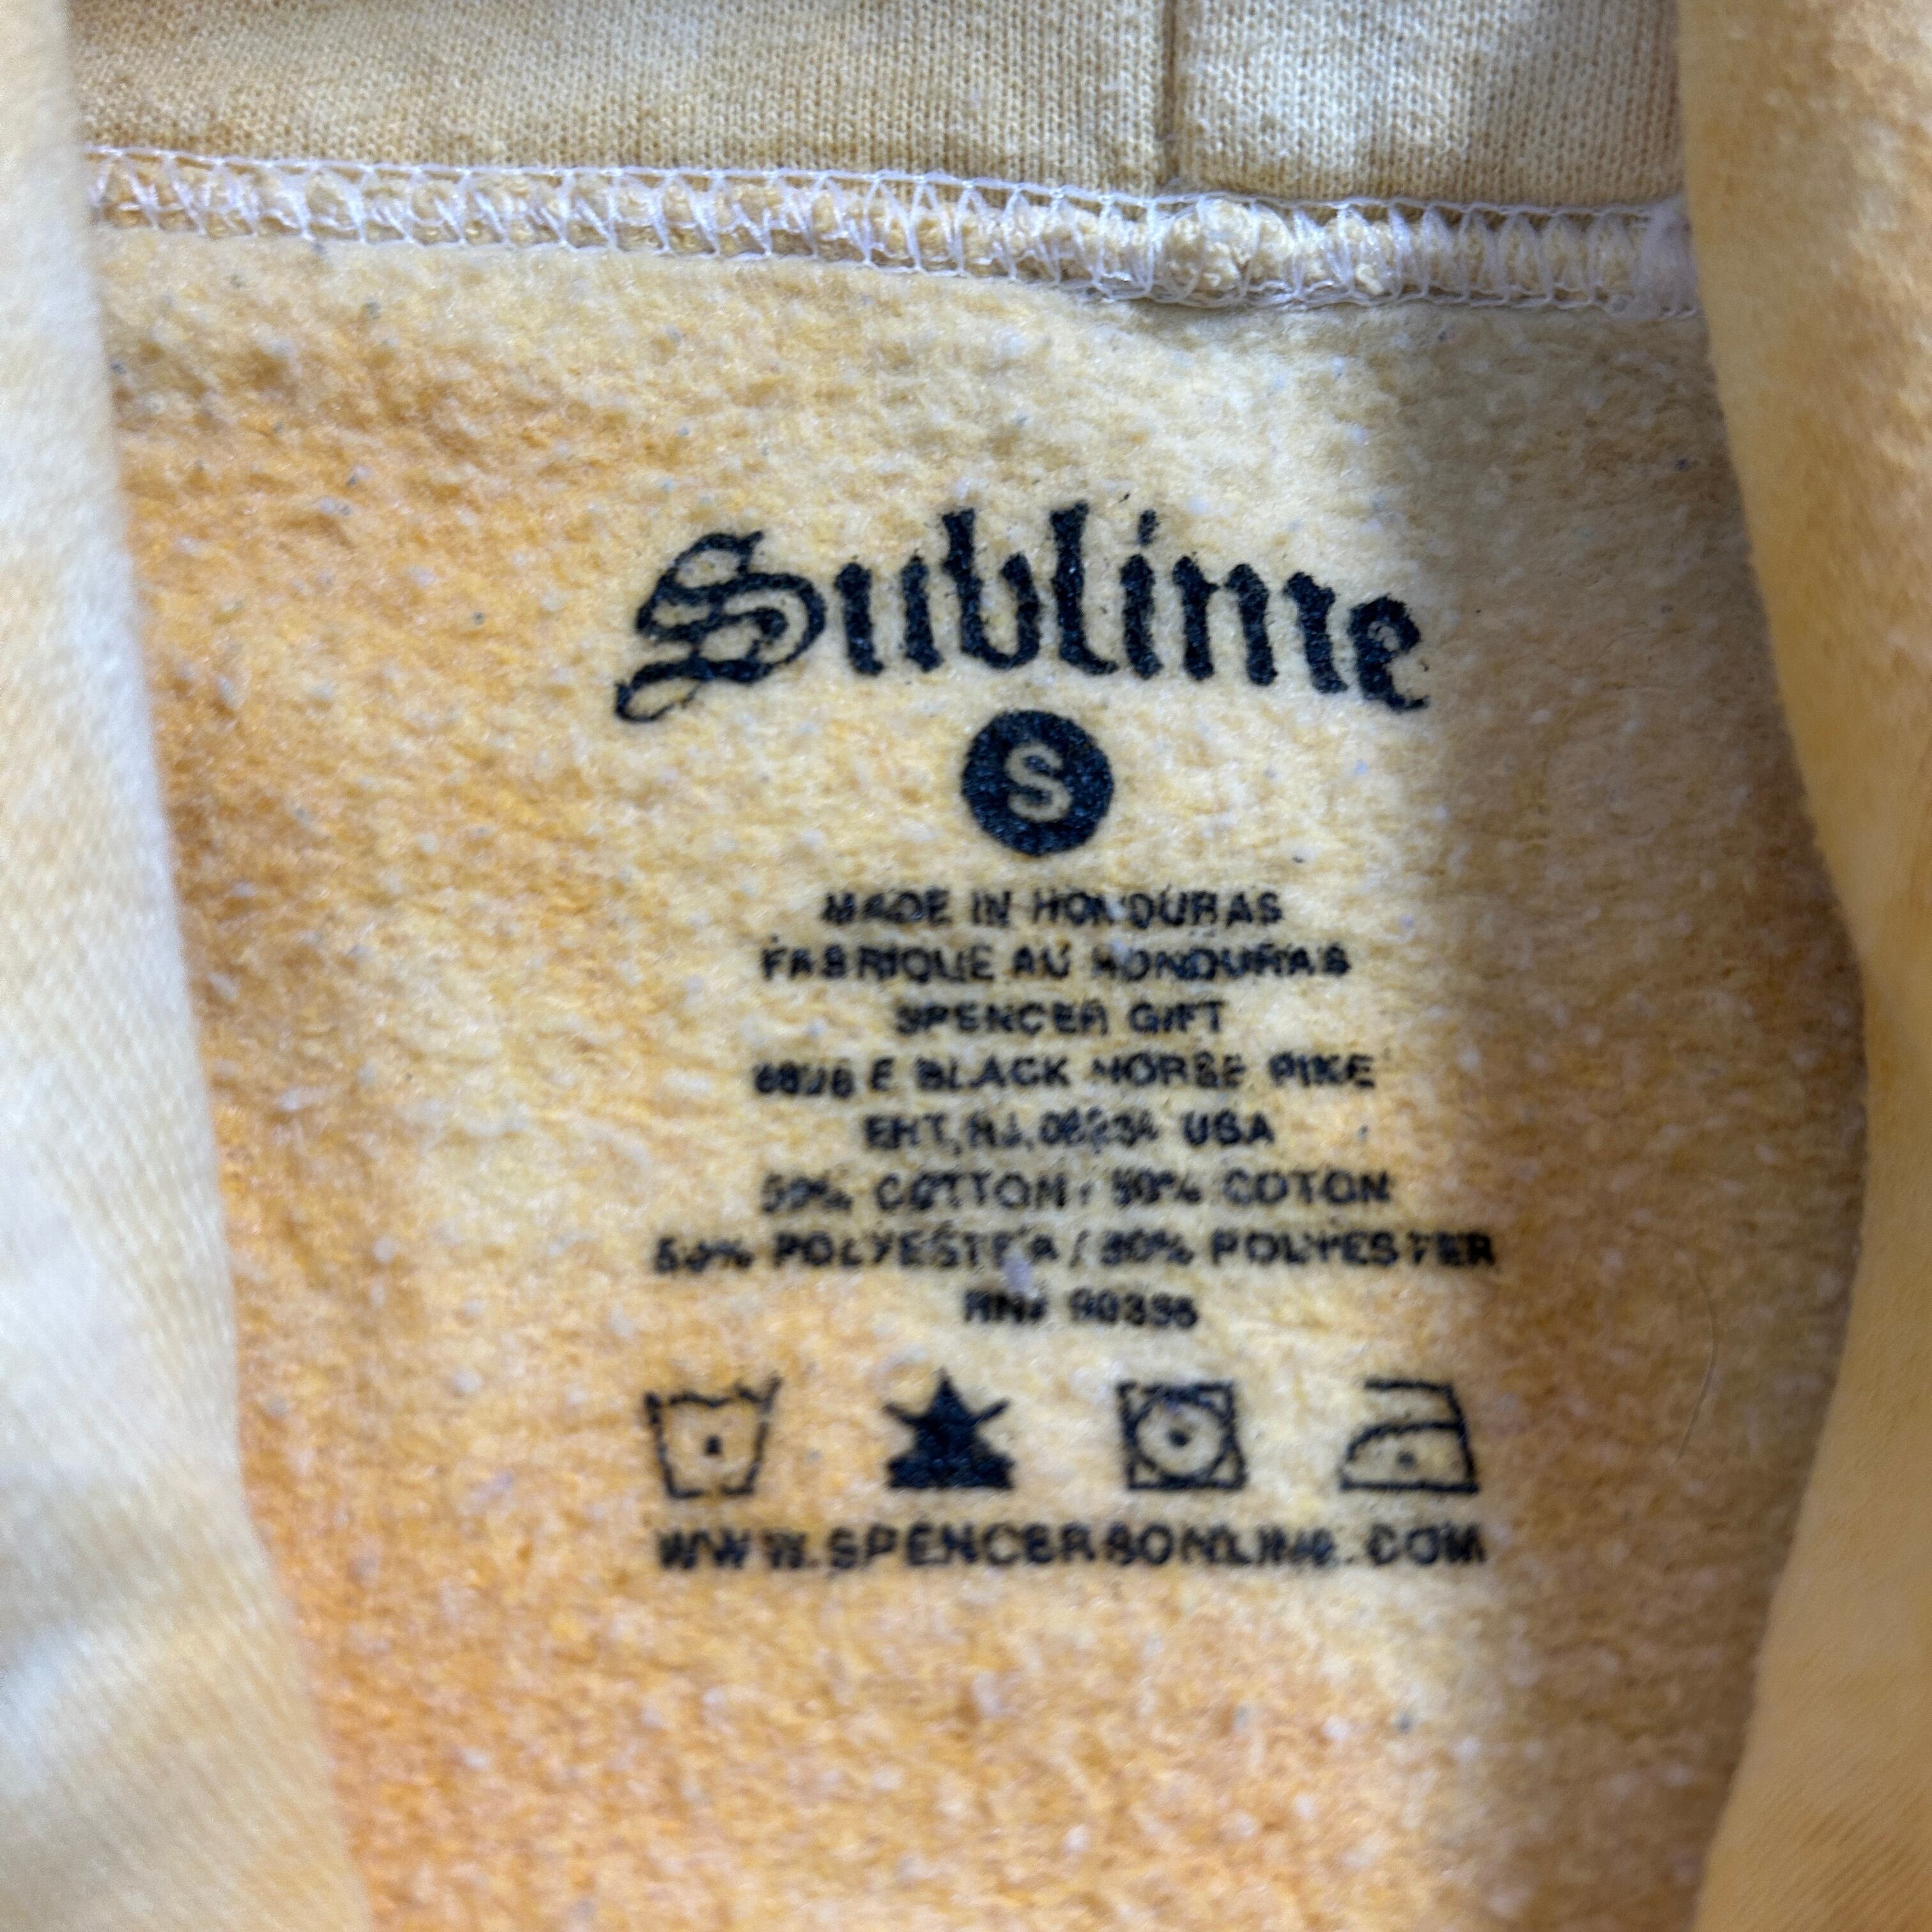 Sublime
S
MADE IN HONDURAS
FABRIQUE AU HONDURAS
SPENCER GIFT
6826 E BLACK HORSE PIKE
EHT, NJ, 08234 USA
50% COTTON / 50% COTON
50% POLYESTER / 50% POLYESTER
RN#
WWW.SPENCERSONLINE.COM